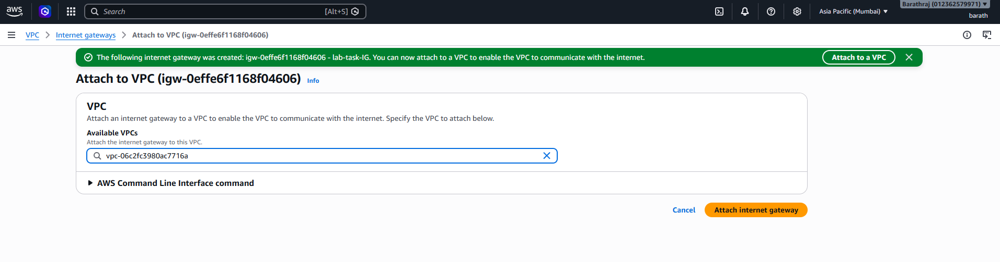 aws
Search [Alt+S]
Asia Pacific (Mumbai)
Barathraj (012362579971)
barath
VPC Internet gateways Attach to VPC (igw-0effe6f1168f04606)
The following internet gateway was created: igw-0effe6f1168f04606 - lab-task-IG. You can now attach to a VPC to enable the VPC to communicate with the internet. Attach to a VPC
Attach to VPC (igw-0effe6f1168f04606) Info
VPC
Attach an internet gateway to a VPC to enable the VPC to communicate with the internet. Specify the VPC to attach below.
Available VPCs
Attach the internet gateway to this VPC.
vpc-06c2fc3980ac7716a
AWS Command Line Interface command
Cancel Attach internet gateway